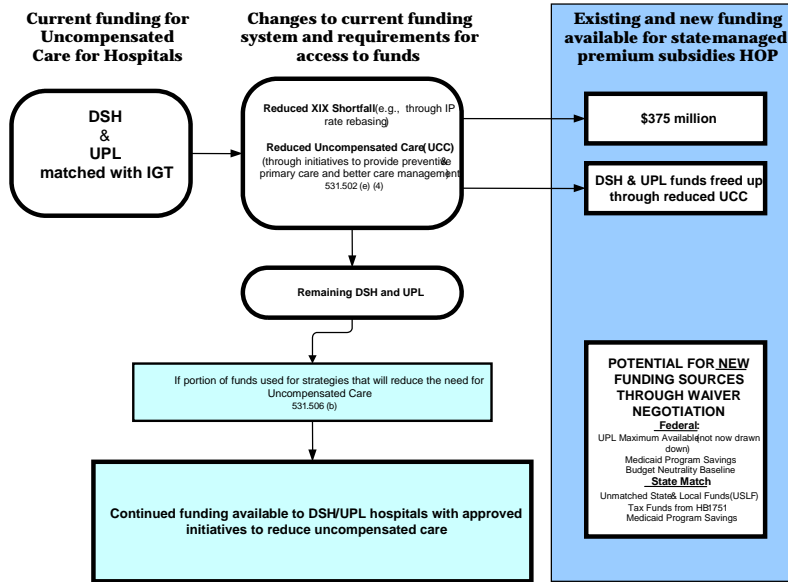 Current funding for
Uncompensated
Care for Hospitals
Changes to current funding
system and requirements for
access to funds
Existing and new funding
available for statemanaged
premium subsidies HOP
DSH
&
UPL
matched with IGT
Reduced XIX Shortfall(e.g., through IP
rate rebasing)
Reduced Uncompensated Care(UCC)
(through initiatives to provide preventive&
primary care and better care management)
531.502 (e) (4)
$375 million
DSH & UPL funds freed up
through reduced UCC
Remaining DSH and UPL
If portion of funds used for strategies that will reduce the need for
Uncompensated Care
531.506 (b)
Continued funding available to DSH/UPL hospitals with approved
initiatives to reduce uncompensated care
POTENTIAL FOR NEW
FUNDING SOURCES
THROUGH WAIVER
NEGOTIATION
Federal:
UPL Maximum Available(not now drawn
down)
Medicaid Program Savings
Budget Neutrality Baseline
State Match
Unmatched State& Local Funds(USLF)
Tax Funds from HB1751
Medicaid Program Savings